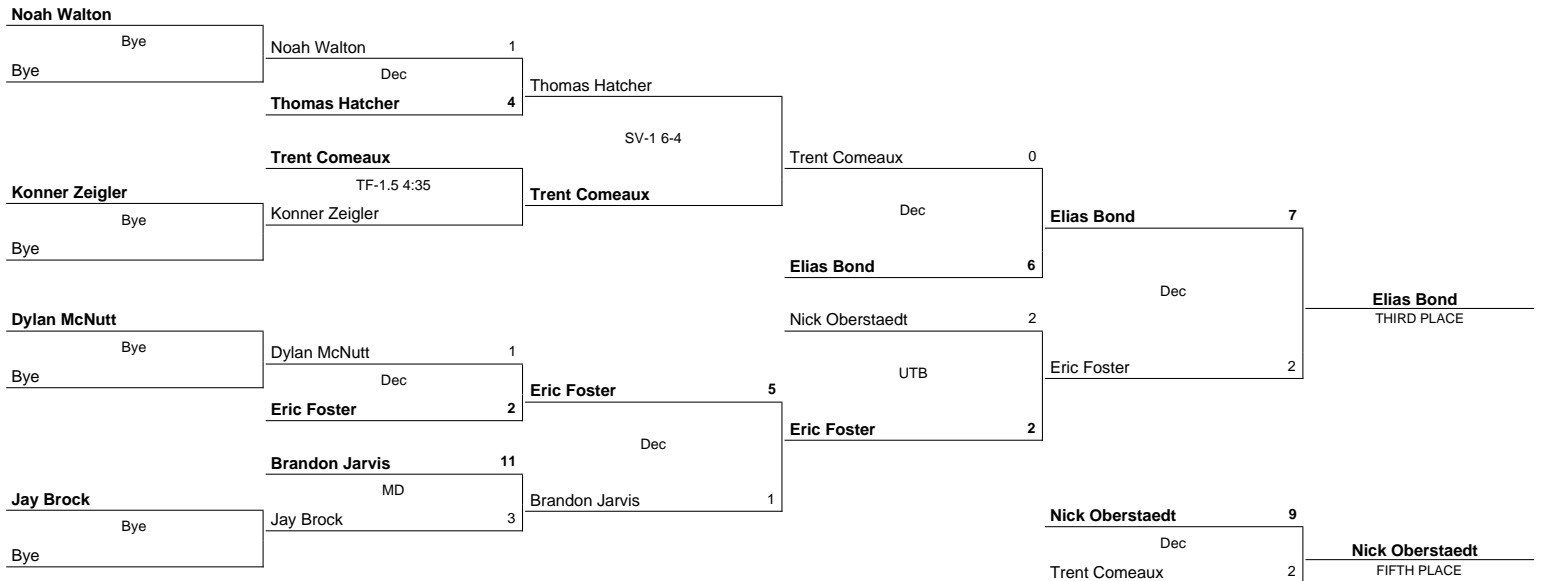 Noah Walton
Bye
Bye
Noah Walton 1
Dec
Thomas Hatcher 4
Thomas Hatcher
SV-1 6-4
Trent Comeaux
Trent Comeaux
TF-1.5 4:35
Konner Zeigler
Konner Zeigler
Bye
Bye
Trent Comeaux 0
Dec
Elias Bond 6
Elias Bond 7
Dec
Eric Foster 2
Elias Bond
THIRD PLACE
Dylan McNutt
Bye
Bye
Dylan McNutt 1
Dec
Eric Foster 2
Eric Foster 5
Dec
Brandon Jarvis 1
Nick Oberstaedt 2
UTB
Eric Foster 2
Brandon Jarvis 11
MD
Jay Brock 3
Jay Brock
Bye
Bye
Nick Oberstaedt 9
Dec
Trent Comeaux 2
Nick Oberstaedt
FIFTH PLACE